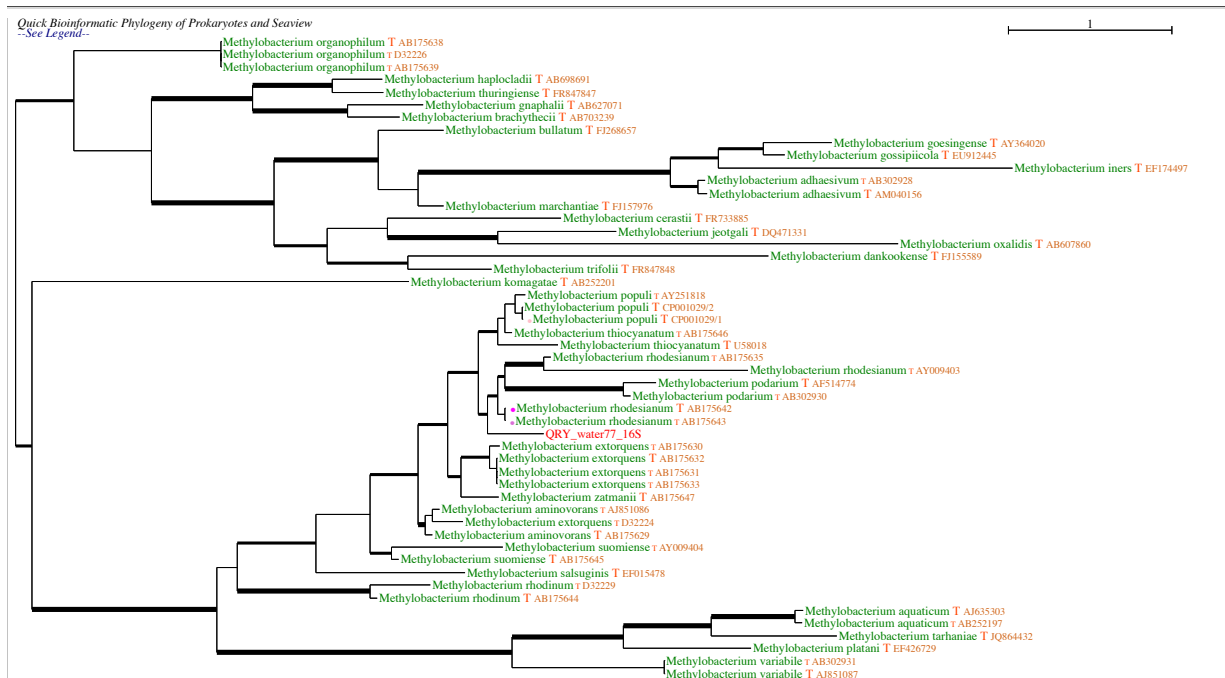 Quick Bioinformatic Phylogeny of Prokaryotes and Seaview
--See Legend--
1
Methylobacterium organophilum T AB175638
Methylobacterium organophilum T D32226
Methylobacterium organophilum T AB175639
Methylobacterium haplocladii T AB698691
Methylobacterium thuringiense T FR847847
Methylobacterium gnaphalii T AB627071
Methylobacterium brachythecii T AB703239
Methylobacterium bullatum T FJ268657
Methylobacterium goesingense T AY364020
Methylobacterium gossipiicola T EU912445
Methylobacterium iners T EF174497
Methylobacterium adhaesivum T AB302928
Methylobacterium adhaesivum T AM040156
Methylobacterium marchantiae T FJ157976
Methylobacterium cerastii T FR733885
Methylobacterium jeotgali T DQ471331
Methylobacterium oxalidis T AB607860
Methylobacterium dankookense T FJ155589
Methylobacterium trifolii T FR847848
Methylobacterium komagatae T AB252201
Methylobacterium populi T AY251818
Methylobacterium populi T CP001029/2
Methylobacterium populi T CP001029/1
Methylobacterium thiocyanatum T AB175646
Methylobacterium thiocyanatum T U58018
Methylobacterium rhodesianum T AB175635
Methylobacterium rhodesianum T AY009403
Methylobacterium podarium T AF514774
Methylobacterium podarium T AB302930
Methylobacterium rhodesianum T AB175642
Methylobacterium rhodesianum T AB175643
QRY_water77_16S
Methylobacterium extorquens T AB175630
Methylobacterium extorquens T AB175632
Methylobacterium extorquens T AB175631
Methylobacterium extorquens T AB175633
Methylobacterium zatmanii T AB175647
Methylobacterium aminovorans T AJ851086
Methylobacterium extorquens T D32224
Methylobacterium aminovorans T AB175629
Methylobacterium suomiense T AY009404
Methylobacterium suomiense T AB175645
Methylobacterium salsuginis T EF015478
Methylobacterium rhodinum T D32229
Methylobacterium rhodinum T AB175644
Methylobacterium aquaticum T AJ635303
Methylobacterium aquaticum T AB252197
Methylobacterium tarhaniae T JQ864432
Methylobacterium platani T EF426729
Methylobacterium variabile T AB302931
Methylobacterium variabile T AJ851087